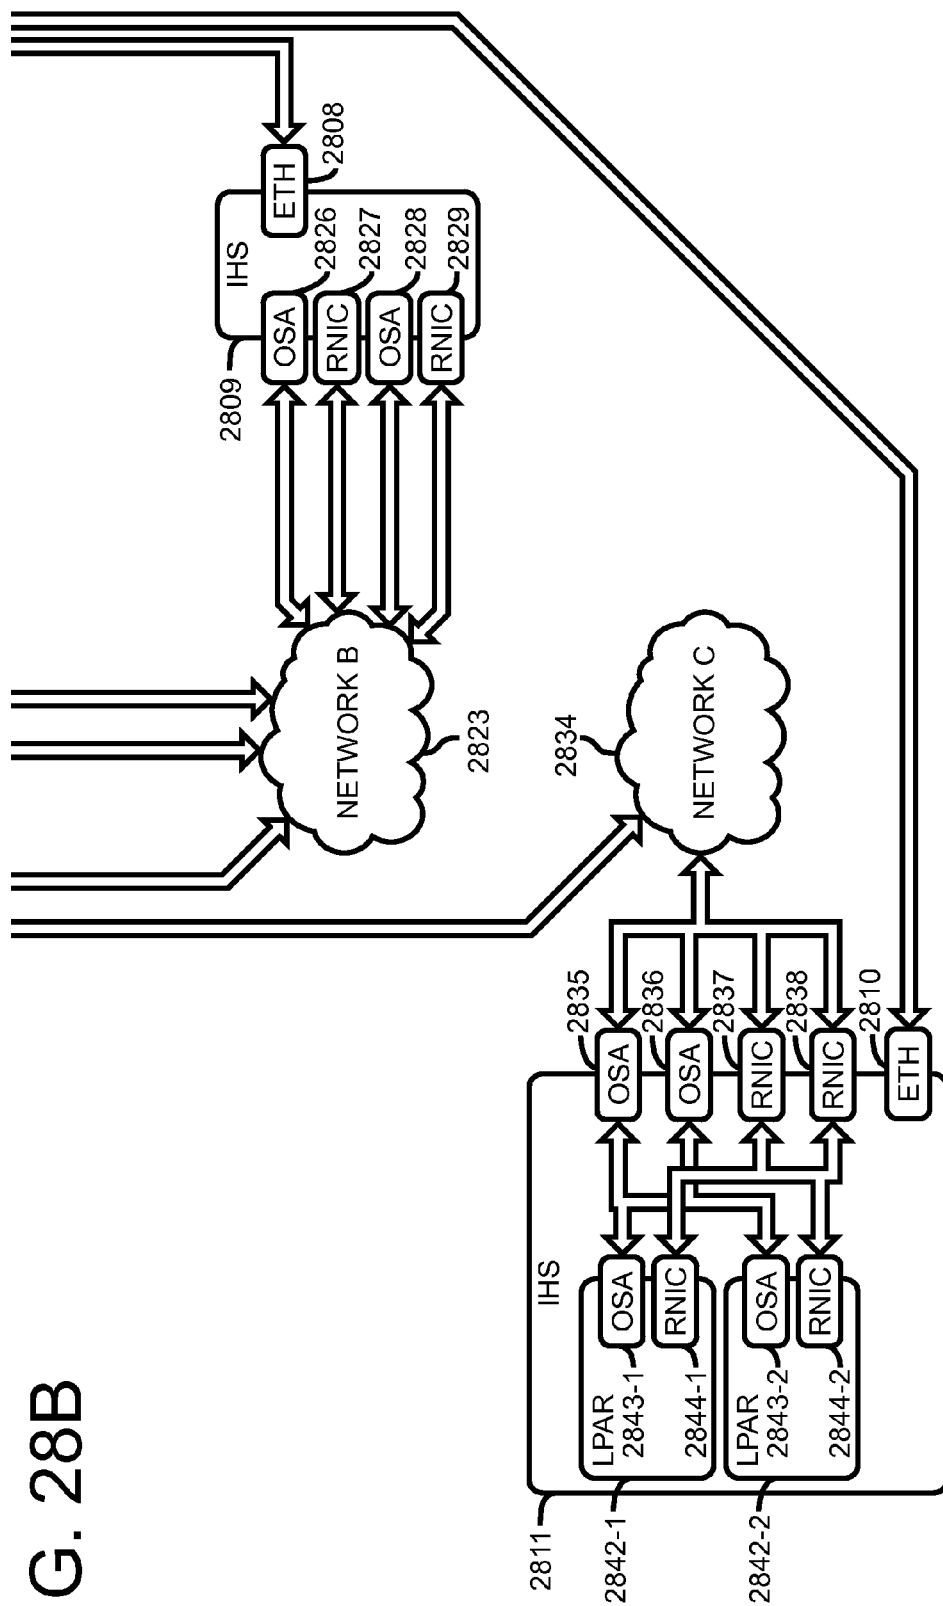 G. 28B
2811
IHS
2842-1
LPAR
2843-1
OSA
2844-1
RNIC
2842-2
LPAR
2843-2
OSA
2844-2
RNIC
OSA
2835
OSA
2836
RNIC
2837
RNIC
2838
ETH
2810
NETWORK B
2823
2834
NETWORK C
2809
IHS
OSA
2826
RNIC
2827
OSA
2828
RNIC
2829
ETH
2808